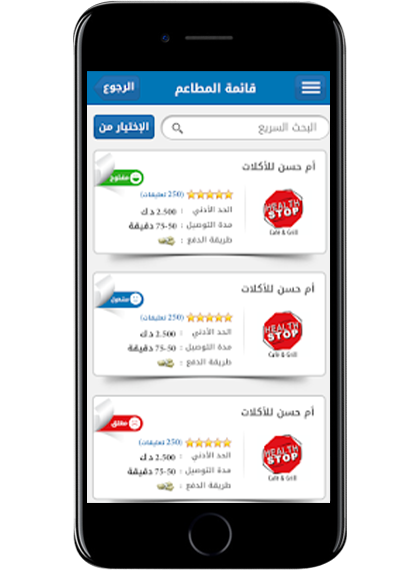 قائمة المطاعم
الرجوع
البحث السريع
الإختيار من
أم حسن للأكلات
مفتوح
(250 تعليقات)
الحد الأدني : 2.500 د ك
مدة التوصيل : 50-75 دقيقة
طريقة الدفع :
HEALTH
STOP
Cafe & Grill
أم حسن للأكلات
مشغول
(250 تعليقات)
الحد الأدني : 2.500 د ك
مدة التوصيل : 50-75 دقيقة
طريقة الدفع :
HEALTH
STOP
Cafe & Grill
أم حسن للأكلات
مغلق
(250 تعليقات)
الحد الأدني : 2.500 د ك
مدة التوصيل : 50-75 دقيقة
طريقة الدفع :
HEALTH
STOP
Cafe & Grill